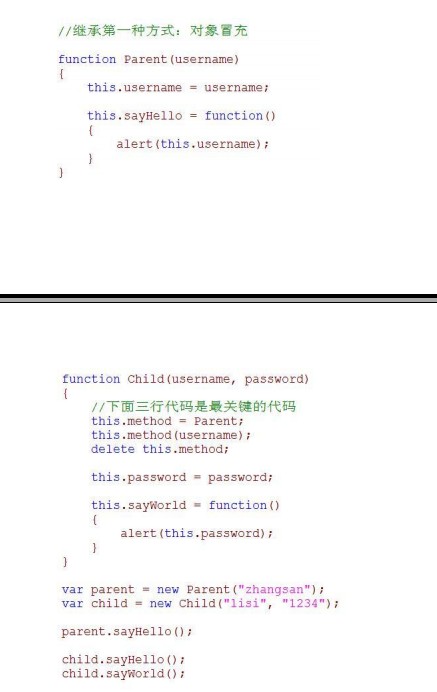 //继承第一种方式：对象冒充
function Parent(username)
{
this.username = username;
this.sayHello = function()
{
alert(this.username);
}
}
function Child(username, password)
{
//下面三行代码是最关键的代码
this.method = Parent;
this.method(username);
delete this.method;
this.password = password;
this.sayWorld = function()
{
alert(this.password);
}
}
var parent = new Parent("zhangsan");
var child = new Child("lisi", "1234");
parent.sayHello();
child.sayHello();
child.sayWorld();